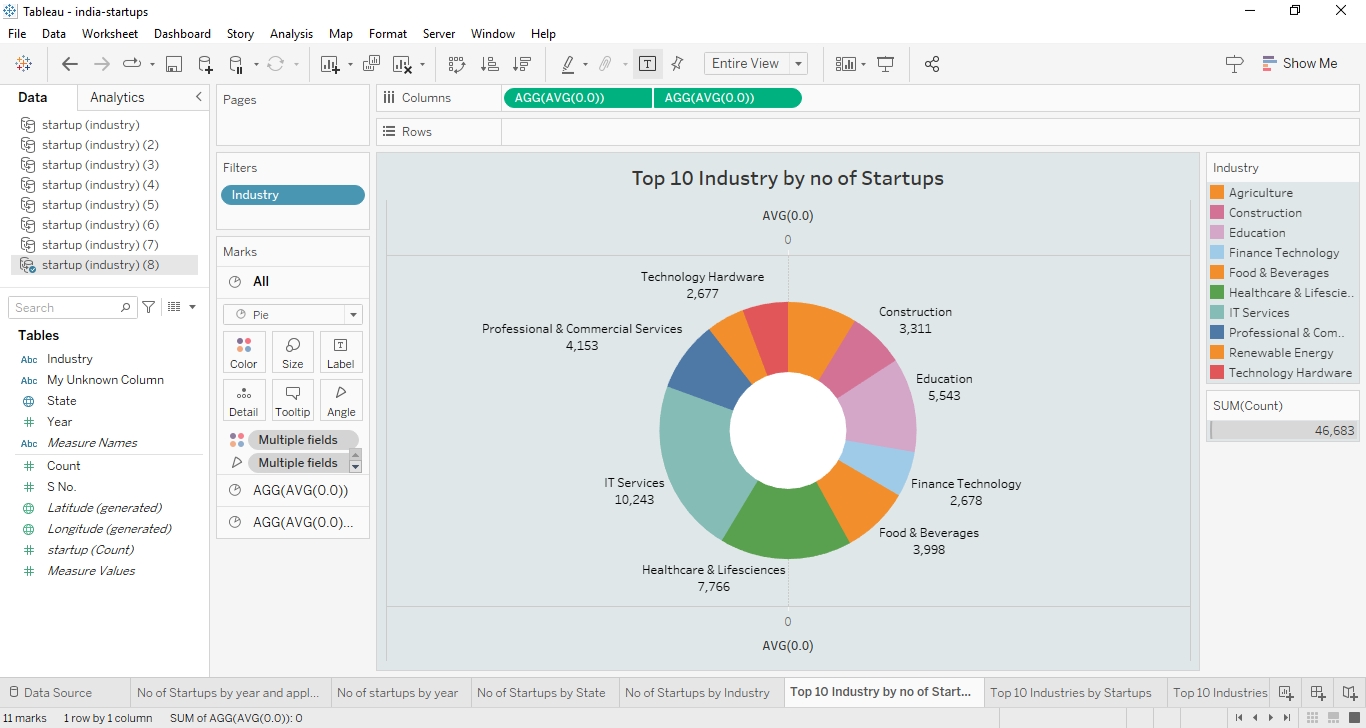 Tableau - india-startups
File Data Worksheet Dashboard Story Analysis Map Format Server Window Help
Entire View
Show Me
Data Analytics
startup (industry)
startup (industry) (2)
startup (industry) (3)
startup (industry) (4)
startup (industry) (5)
startup (industry) (6)
startup (industry) (7)
startup (industry) (8)
Search
Tables
Abc Industry
Abc My Unknown Column
State
Year
Abc Measure Names
Count
S No.
Latitude (generated)
Longitude (generated)
startup (Count)
Measure Values
Pages
Filters
Industry
Marks
All
Pie
Color Size Label
Detail Tooltip Angle
Multiple fields
Multiple fields
AGG(AVG(0.0))
AGG(AVG(0.0)...
Columns AGG(AVG(0.0)) AGG(AVG(0.0))
Rows
Top 10 Industry by no of Startups
AVG(0.0)
0
Technology Hardware
2,677
Construction
3,311
Professional & Commercial Services
4,153
Education
5,543
IT Services
10,243
Finance Technology
2,678
Food & Beverages
3,998
Healthcare & Lifesciences
7,766
0
AVG(0.0)
Industry
Agriculture
Construction
Education
Finance Technology
Food & Beverages
Healthcare & Lifescie..
IT Services
Professional & Com..
Renewable Energy
Technology Hardware
SUM(Count)
46,683
Data Source No of Startups by year and appl... No of startups by year No of Startups by State No of Startups by Industry Top 10 Industry by no of Start... Top 10 Industries by Startups Top 10 Industries
11 marks 1 row by 1 column SUM of AGG(AVG(0.0)): 0